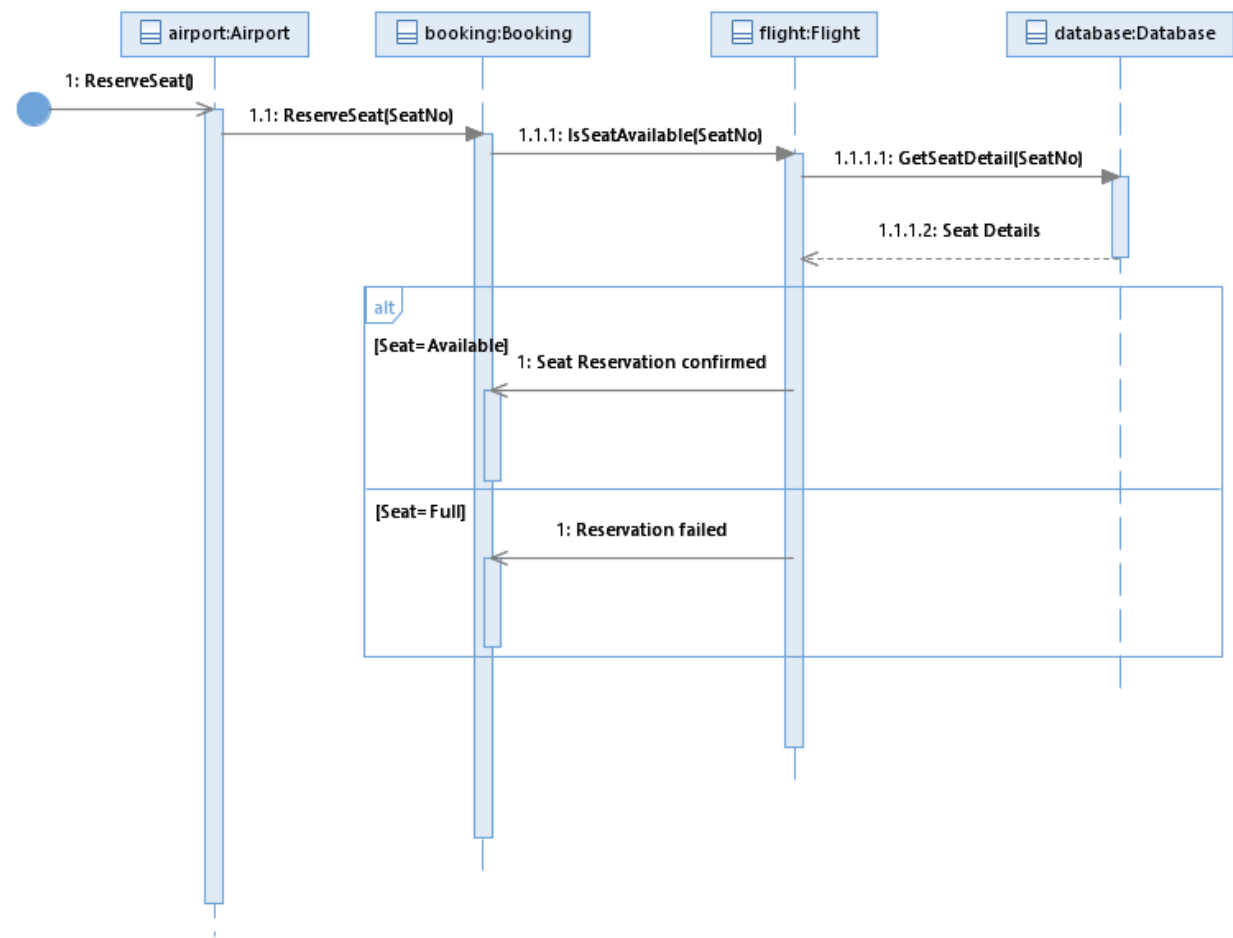 airport:Airport
booking:Booking
flight:Flight
database:Database
1: ReserveSeat()
1.1: ReserveSeat(SeatNo)
1.1.1: IsSeatAvailable(SeatNo)
1.1.1.1: GetSeatDetail(SeatNo)
1.1.1.2: Seat Details
alt
[Seat=Available]
1: Seat Reservation confirmed
[Seat=Full]
1: Reservation failed